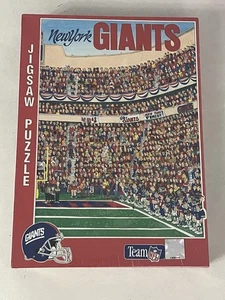 New York GIANTS
JIGSAW PUZZLE
GIANTS
Team NFL